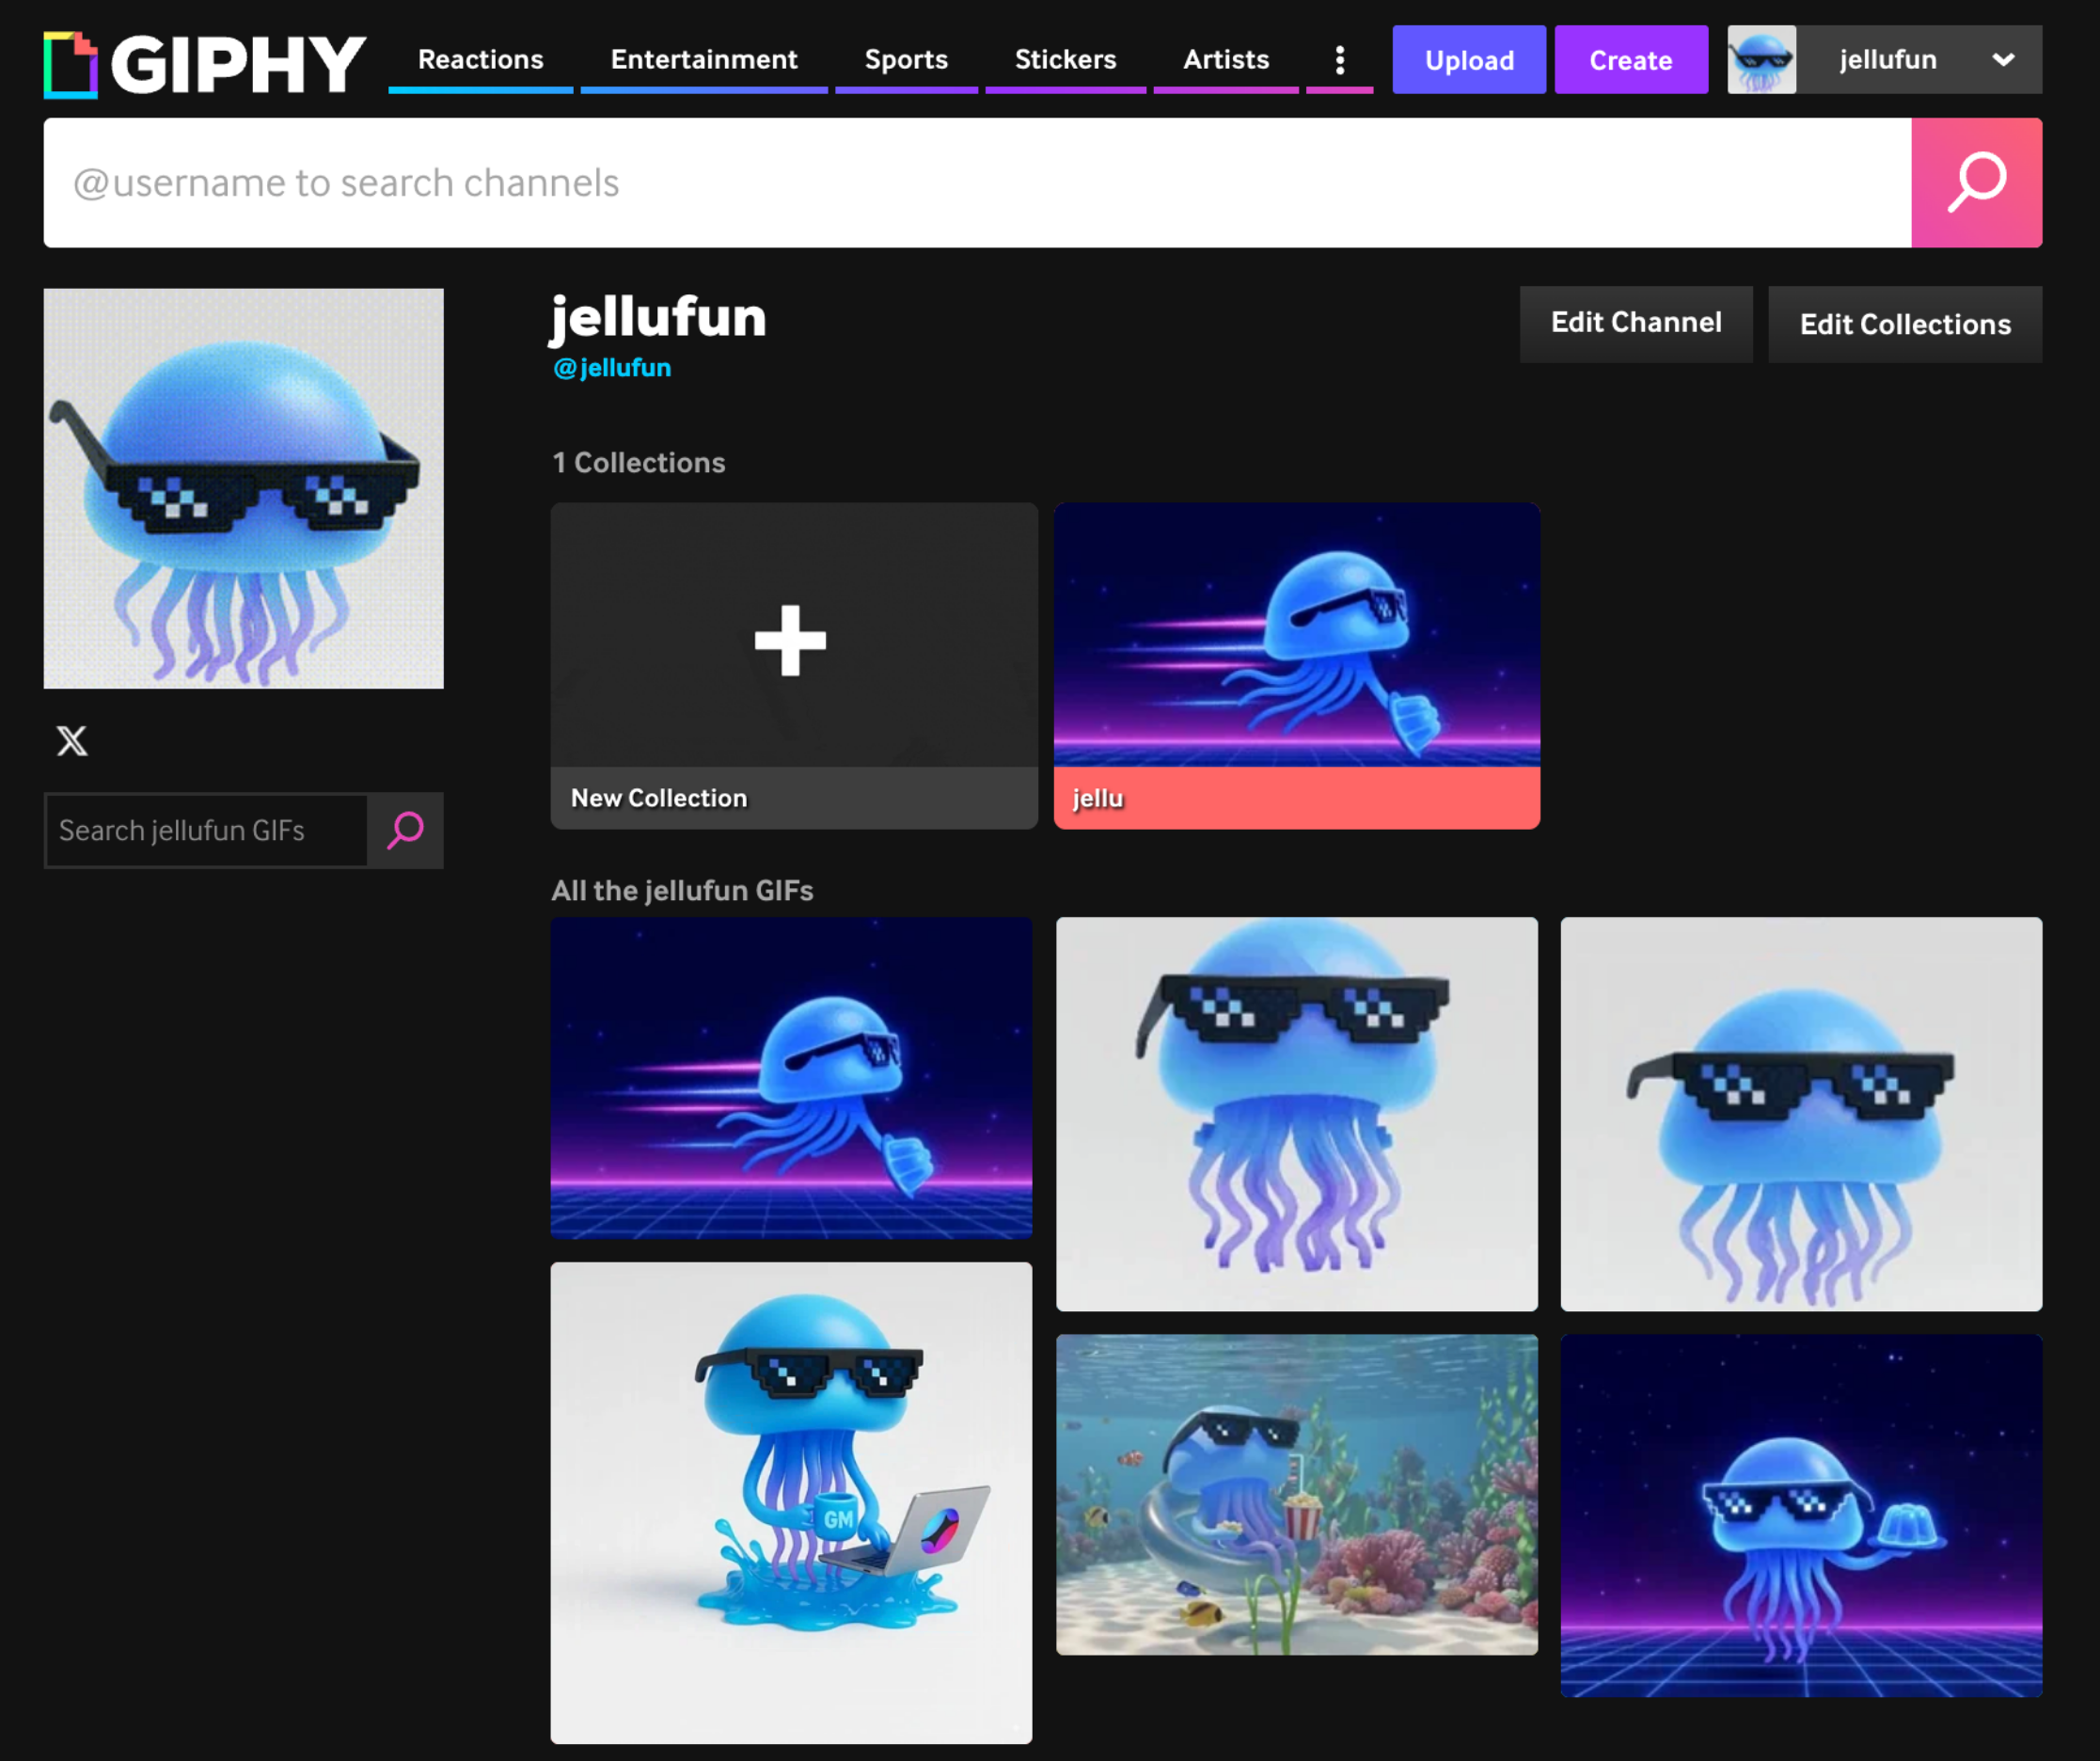 GIPHY
Reactions
Entertainment
Sports
Stickers
Artists
Upload
Create
jellufun
@username to search channels
jellufun
@jellufun
Edit Channel
Edit Collections
1 Collections
New Collection
jellu
Search jellufun GIFs
All the jellufun GIFs
GM